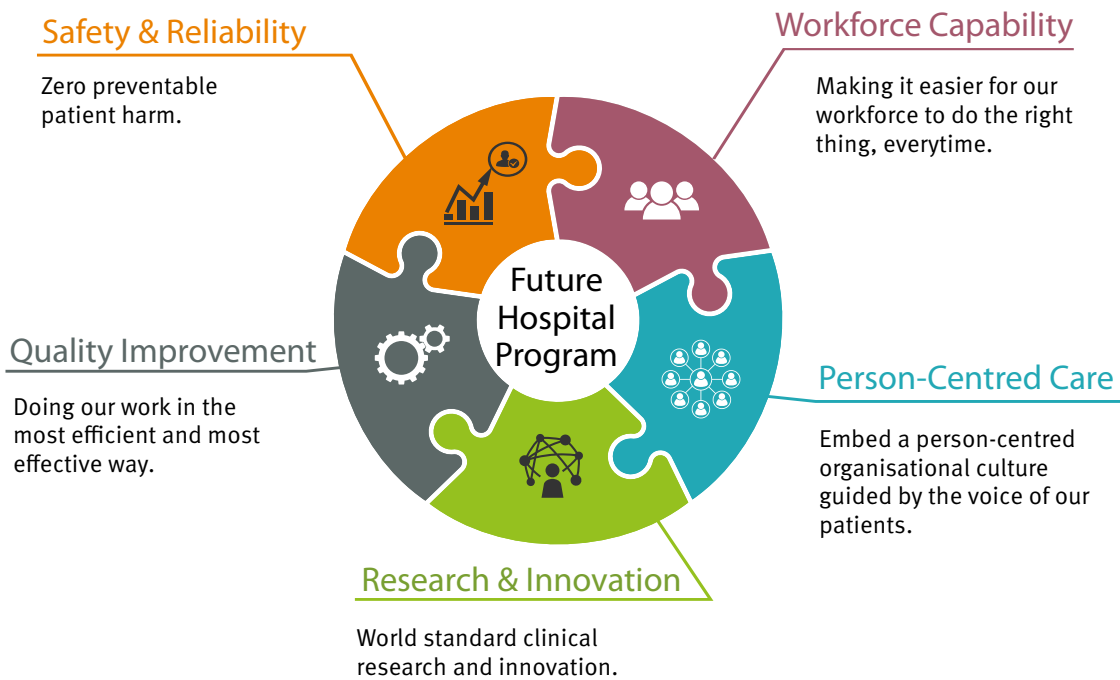 Safety & Reliability
Zero preventable
patient harm.
Workforce Capability
Making it easier for our
workforce to do the right
thing, everytime.
Future
Hospital
Program
Quality Improvement
Doing our work in the
most efficient and most
effective way.
Person-Centred Care
Embed a person-centred
organisational culture
guided by the voice of our
patients.
Research & Innovation
World standard clinical
research and innovation.